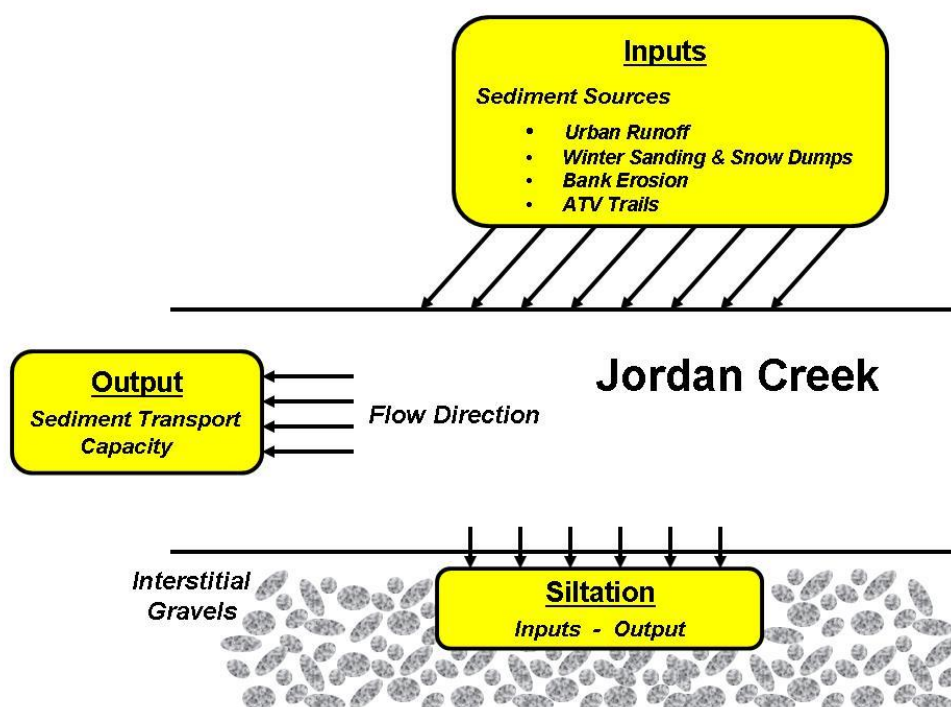 Inputs
Sediment Sources
• Urban Runoff
• Winter Sanding & Snow Dumps
• Bank Erosion
• ATV Trails
Jordan Creek
Output
Sediment Transport
Capacity
Flow Direction
Interstitial
Gravels
Siltation
Inputs - Output